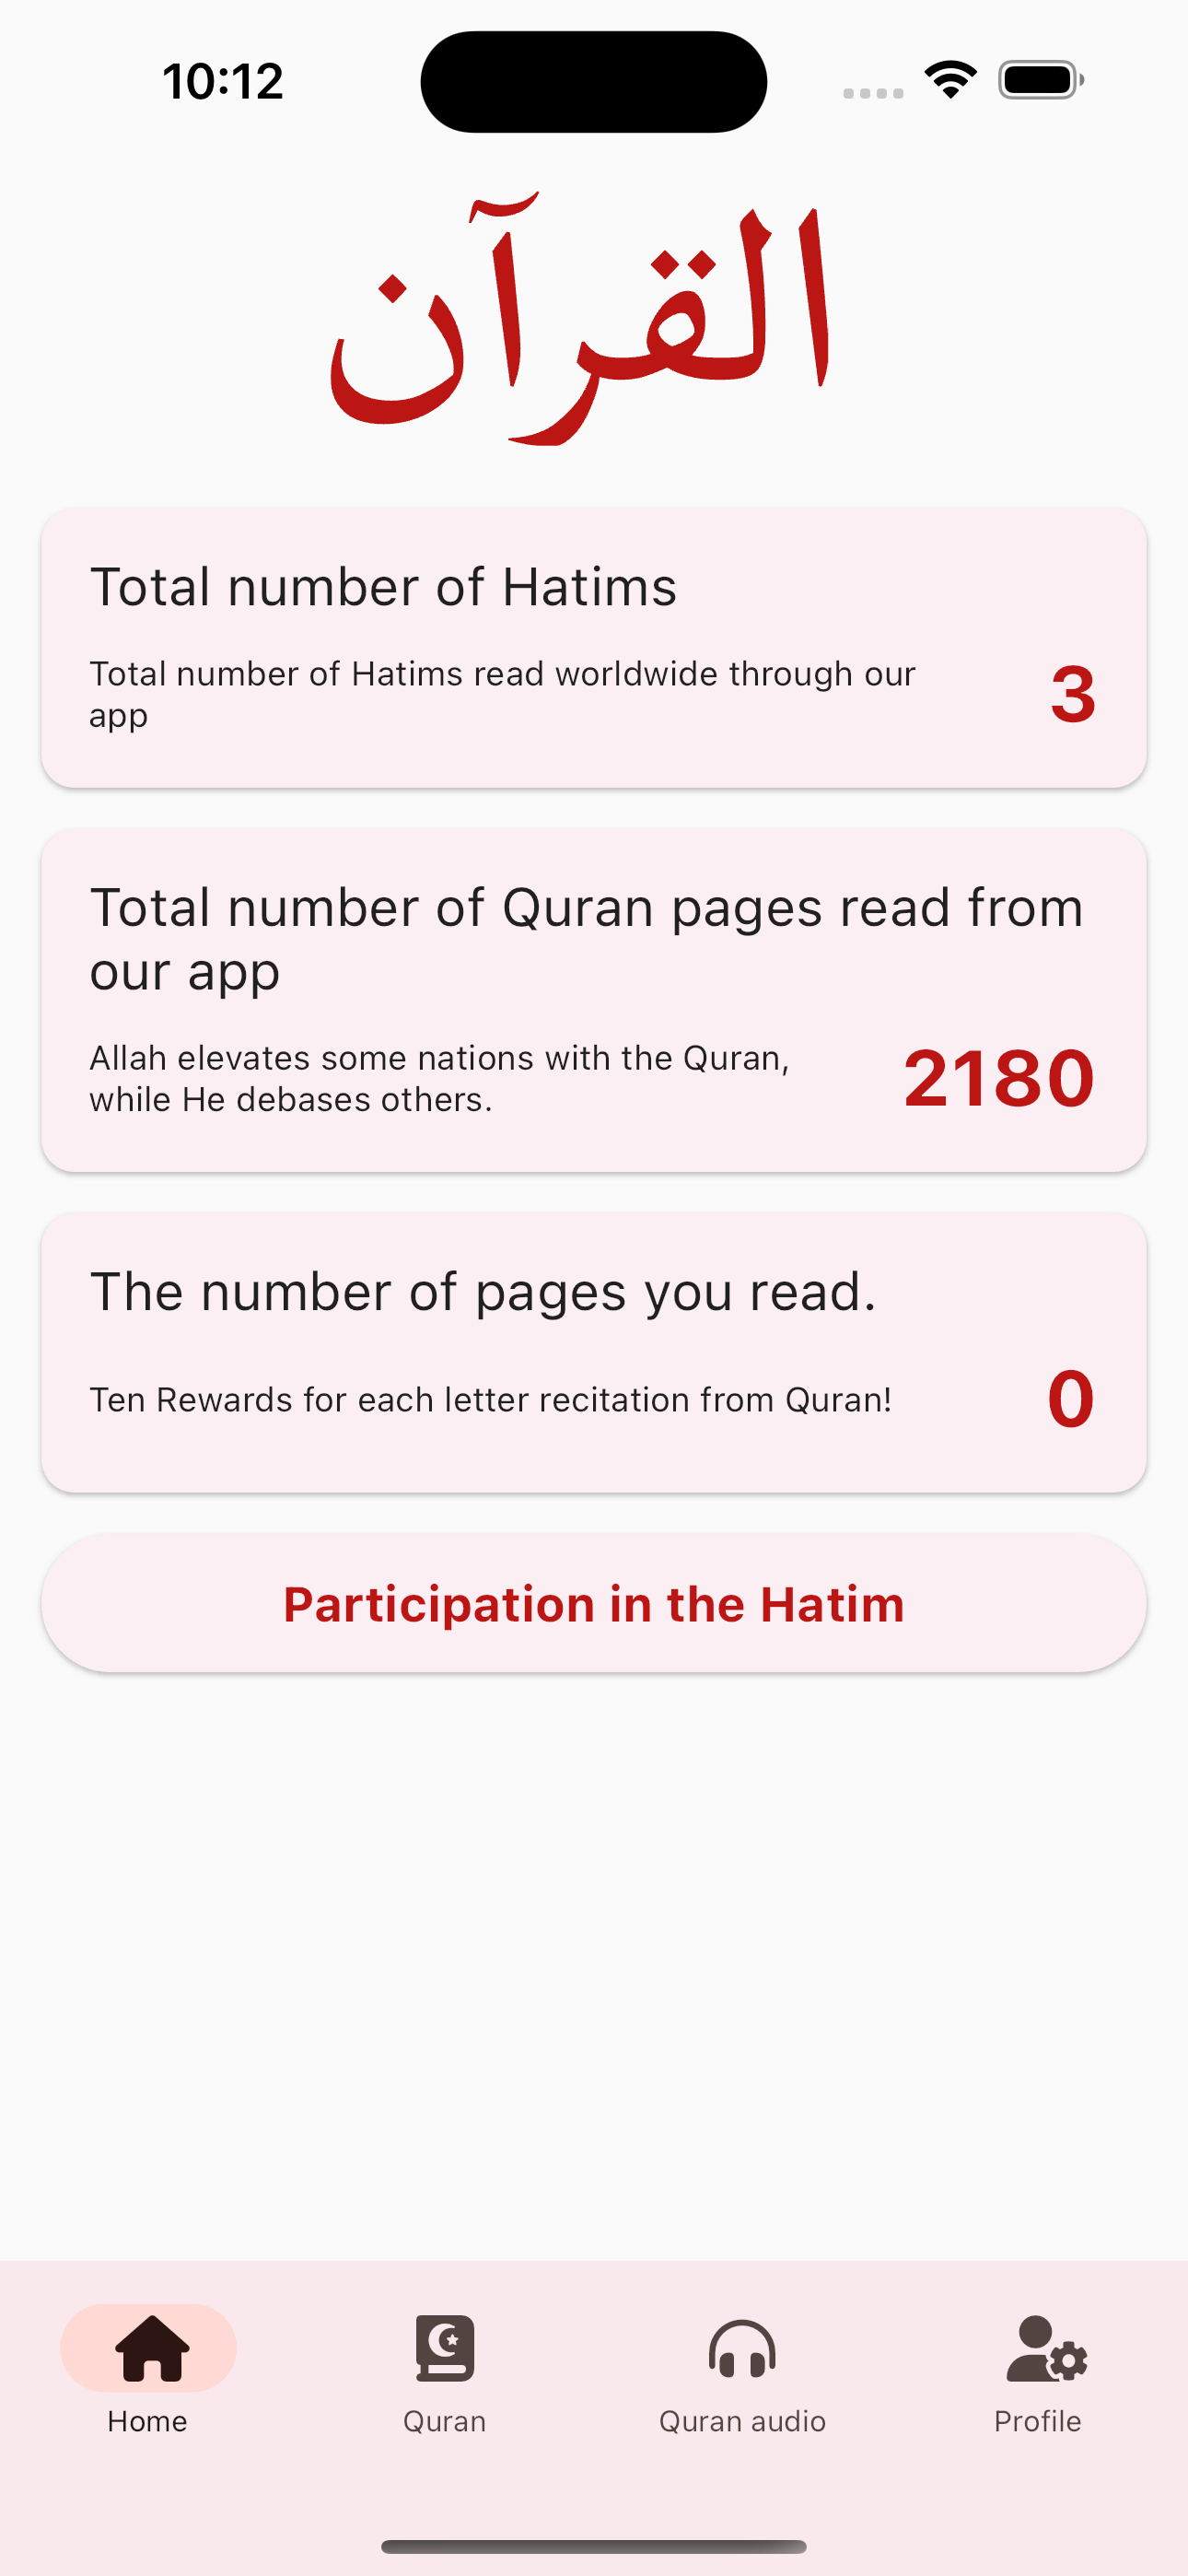 10:12
القرآن
Total number of Hatims
Total number of Hatims read worldwide through our
app
3
Total number of Quran pages read from
our app
Allah elevates some nations with the Quran,
while He debases others.
2180
The number of pages you read.
Ten Rewards for each letter recitation from Quran!
0
Participation in the Hatim
Home
Quran
Quran audio
Profile